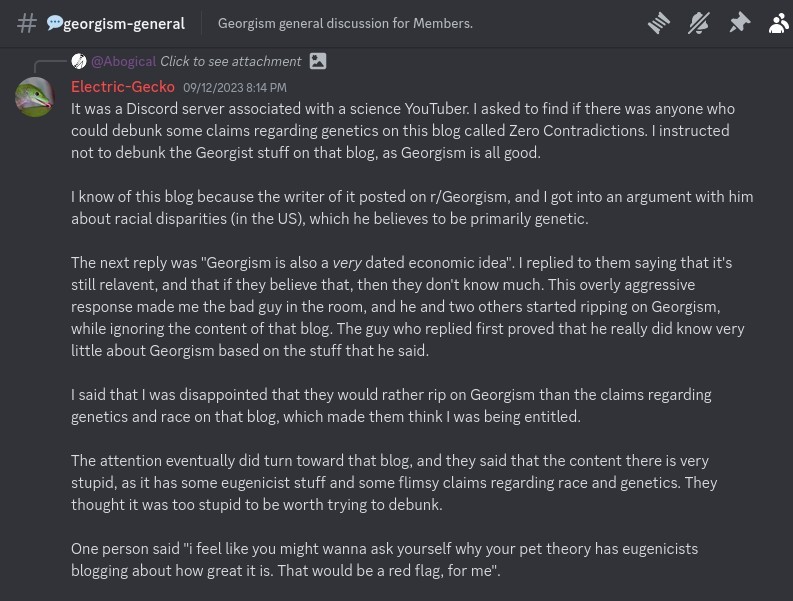 georgism-general Georgism general discussion for Members.
@Abogical Click to see attachment
Electric-Gecko 09/12/2023 8:14 PM
It was a Discord server associated with a science YouTuber. I asked to find if there was anyone who
could debunk some claims regarding genetics on this blog called Zero Contradictions. I instructed
not to debunk the Georgist stuff on that blog, as Georgism is all good.
I know of this blog because the writer of it posted on r/Georgism, and I got into an argument with him
about racial disparities (in the US), which he believes to be primarily genetic.
The next reply was "Georgism is also a very dated economic idea". I replied to them saying that it's
still relavent, and that if they believe that, then they don't know much. This overly aggressive
response made me the bad guy in the room, and he and two others started ripping on Georgism,
while ignoring the content of that blog. The guy who replied first proved that he really did know very
little about Georgism based on the stuff that he said.
I said that I was disappointed that they would rather rip on Georgism than the claims regarding
genetics and race on that blog, which made them think I was being entitled.
The attention eventually did turn toward that blog, and they said that the content there is very
stupid, as it has some eugenicist stuff and some flimsy claims regarding race and genetics. They
thought it was too stupid to be worth trying to debunk.
One person said "i feel like you might wanna ask yourself why your pet theory has eugenicists
blogging about how great it is. That would be a red flag, for me".